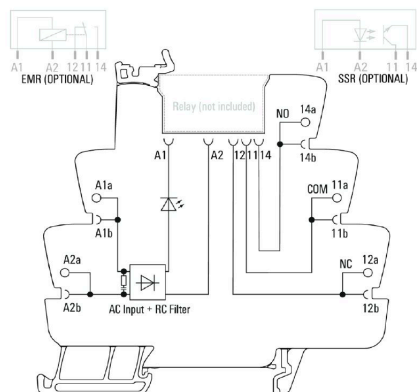 A1 A2 12 11 14
EMR (OPTIONAL)
A1 A2 11 14
SSR (OPTIONAL)
Relay (not included)
NO 14a
14b
A1 A2 12 11 14
A1a
A1b
COM 11a
11b
A2a
A2b
NC 12a
12b
AC Input + RC Filter